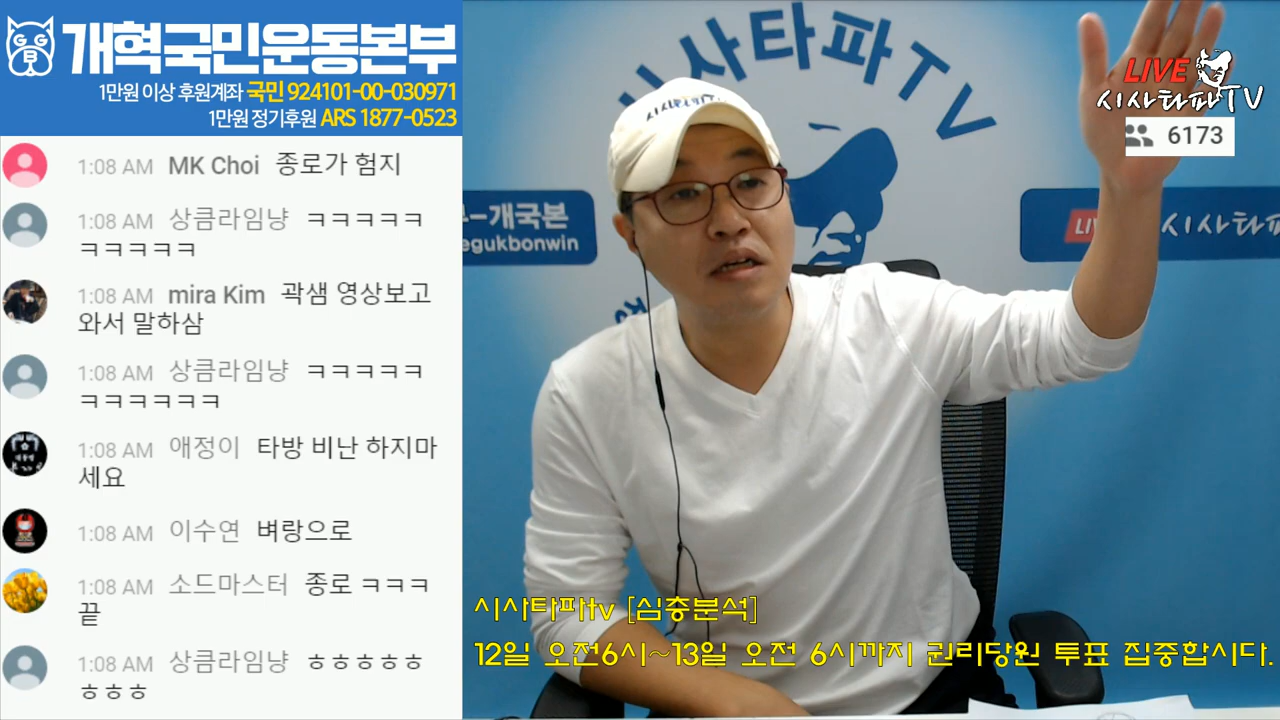 개혁국민운동본부
1만원 이상 후원계좌 국민 924101-00-030971
1만원 정기후원 ARS 1877-0523
1:08 AM MK Choi 종로가 험지
1:08 AM 상큼라임냥 ㅋㅋㅋㅋㅋ
ㅋㅋㅋㅋㅋ
1:08 AM mira Kim 곽샘 영상보고
와서 말하삼
1:08 AM 상큼라임냥 ㅋㅋㅋㅋㅋ
ㅋㅋㅋㅋㅋㅋ
1:08 AM 애정이 타방 비난 하지마
세요
1:08 AM 이수연 벼랑으로
1:08 AM 소드마스터 종로 ㅋㅋㅋ
끝
1:08 AM 상큼라임냥 ㅎㅎㅎㅎㅎ
ㅎㅎㅎ
시사타파TV
LIVE
시사타파TV
6173
-개국본
egukbonwin
LI
시사타파
시사타파tv [심층분석]
12일 오전6시~13일 오전 6시까지 권리당원 투표 집중합시다.